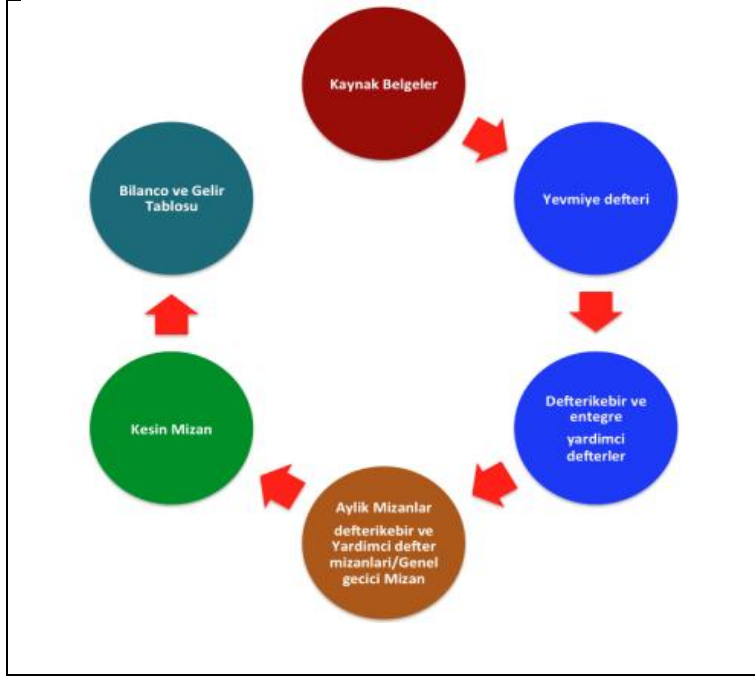 Kaynak Belgeler
Yevmiye defteri
Defterikebir ve
entegre
yardimci
defterler
Aylik Mizanlar
defterikebir ve
Yardimci defter
mizanlari/Genel
gecici Mizan
Kesin Mizan
Bilanco ve Gelir
Tablosu